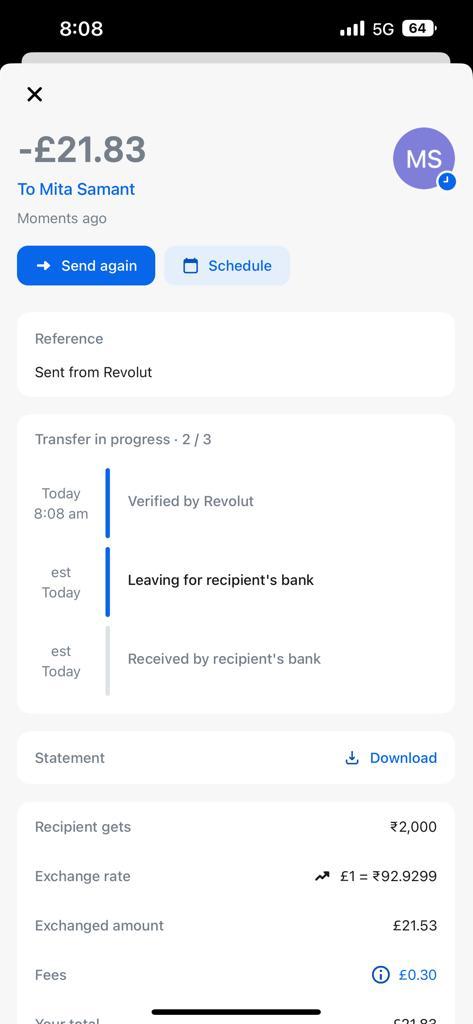 8:08
5G 64
-£21.83
MS
To Mita Samant
Moments ago
Send again
Schedule
Reference
Sent from Revolut
Transfer in progress · 2 / 3
Today
8:08 am
Verified by Revolut
est
Today
Leaving for recipient's bank
est
Today
Received by recipient's bank
Statement Download
Recipient gets ₹2,000
Exchange rate £1 = ₹92.9299
Exchanged amount £21.53
Fees £0.30
Your total £21.83